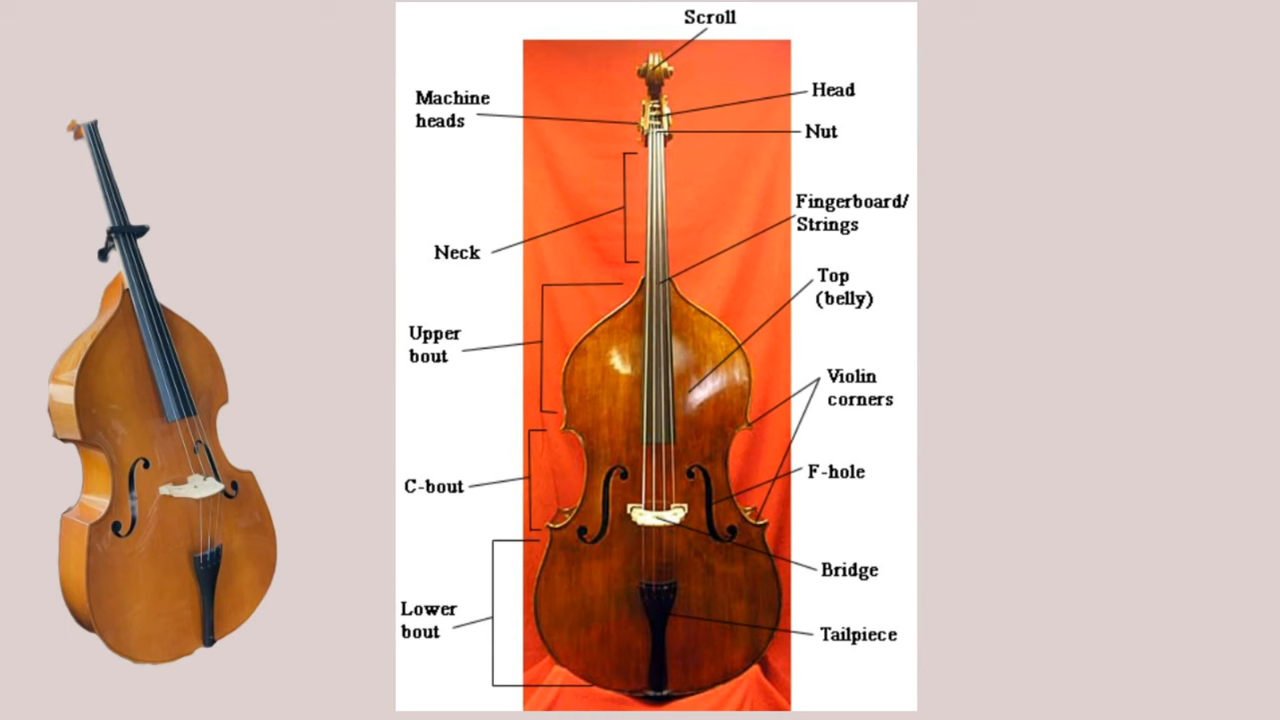 Scroll
Head
Machine
heads
Nut
Fingerboard/
Strings
Neck
Top
(belly)
Upper
bout
Violin
corners
F-hole
C-bout
Bridge
Lower
bout
Tailpiece